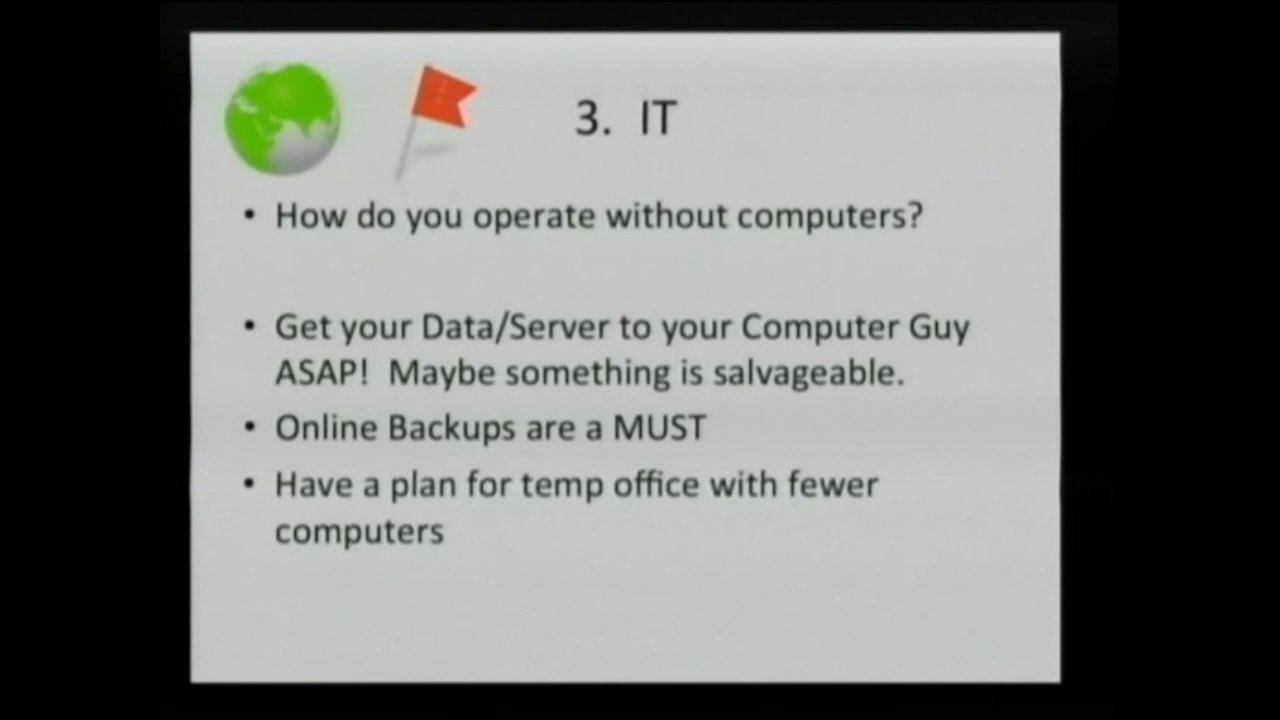 3. IT
• How do you operate without computers?
• Get your Data/Server to your Computer Guy
ASAP! Maybe something is salvageable.
• Online Backups are a MUST
• Have a plan for temp office with fewer
computers